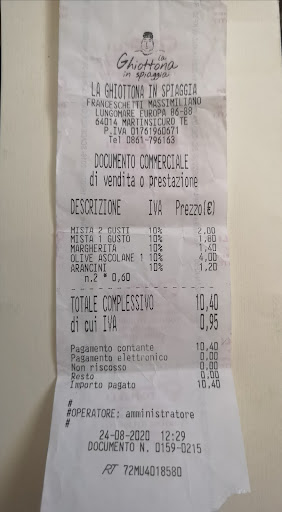 La
Ghiottona
in spiaggia
LA GHIOTTONA IN SPIAGGIA
FRANCESCHETTI MASSIMILIANO
LUNGOMARE EUROPA 86-88
64014 MARTINSICURO TE
P.IVA 01761960671
Tel 0861-796163
DOCUMENTO COMMERCIALE
di vendita o prestazione
DESCRIZIONE IVA Prezzo(€)
MISTA 2 GUSTI 10% 2,00
MISTA 1 GUSTO 10% 1,80
MARGHERITA 10% 1,40
OLIVE ASCOLANE 1 10% 4,00
ARANCINI 10% 1,20
n.2 * 0,60
TOTALE COMPLESSIVO 10,40
di cui IVA 0,95
Pagamento contante 10,40
Pagamento elettronico 0,00
Non riscosso 0,00
Resto 0,00
Importo pagato 10,40
#
#OPERATORE: amministratore
#
24-08-2020 12:29
DOCUMENTO N. 0159-0215
RT 72MU4018580